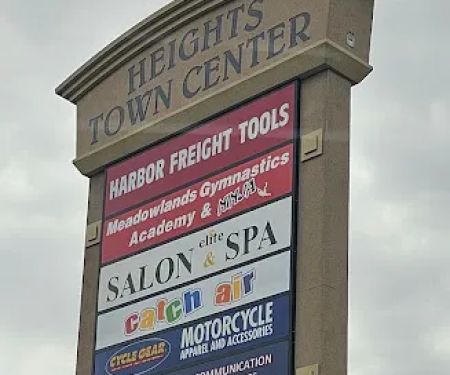 HEIGHTS
TOWN CENTER
HARBOR FREIGHT TOOLS
Meadowlands Gymnastics
Academy & NINJA
elite
SALON & SPA
catch air
CYCLE GEAR
MOTORCYCLE
APPAREL AND ACCESSORIES
COMMUNICATION